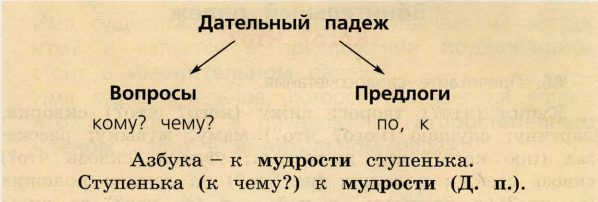 Дательный падеж
Вопросы Предлоги
кому? чему? по, к
Азбука – к мудрости ступенька.
Ступенька (к чему?) к мудрости (Д. п.).